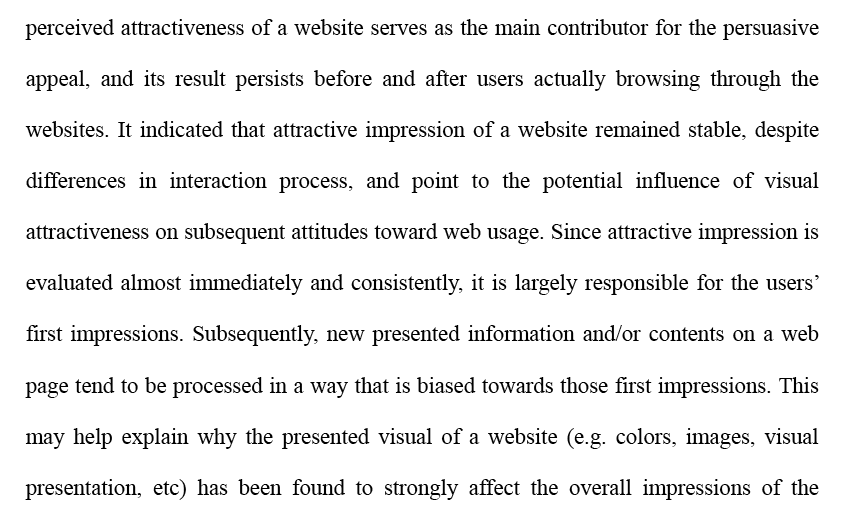 perceived attractiveness of a website serves as the main contributor for the persuasive
appeal, and its result persists before and after users actually browsing through the
websites. It indicated that attractive impression of a website remained stable, despite
differences in interaction process, and point to the potential influence of visual
attractiveness on subsequent attitudes toward web usage. Since attractive impression is
evaluated almost immediately and consistently, it is largely responsible for the users’
first impressions. Subsequently, new presented information and/or contents on a web
page tend to be processed in a way that is biased towards those first impressions. This
may help explain why the presented visual of a website (e.g. colors, images, visual
presentation, etc) has been found to strongly affect the overall impressions of the